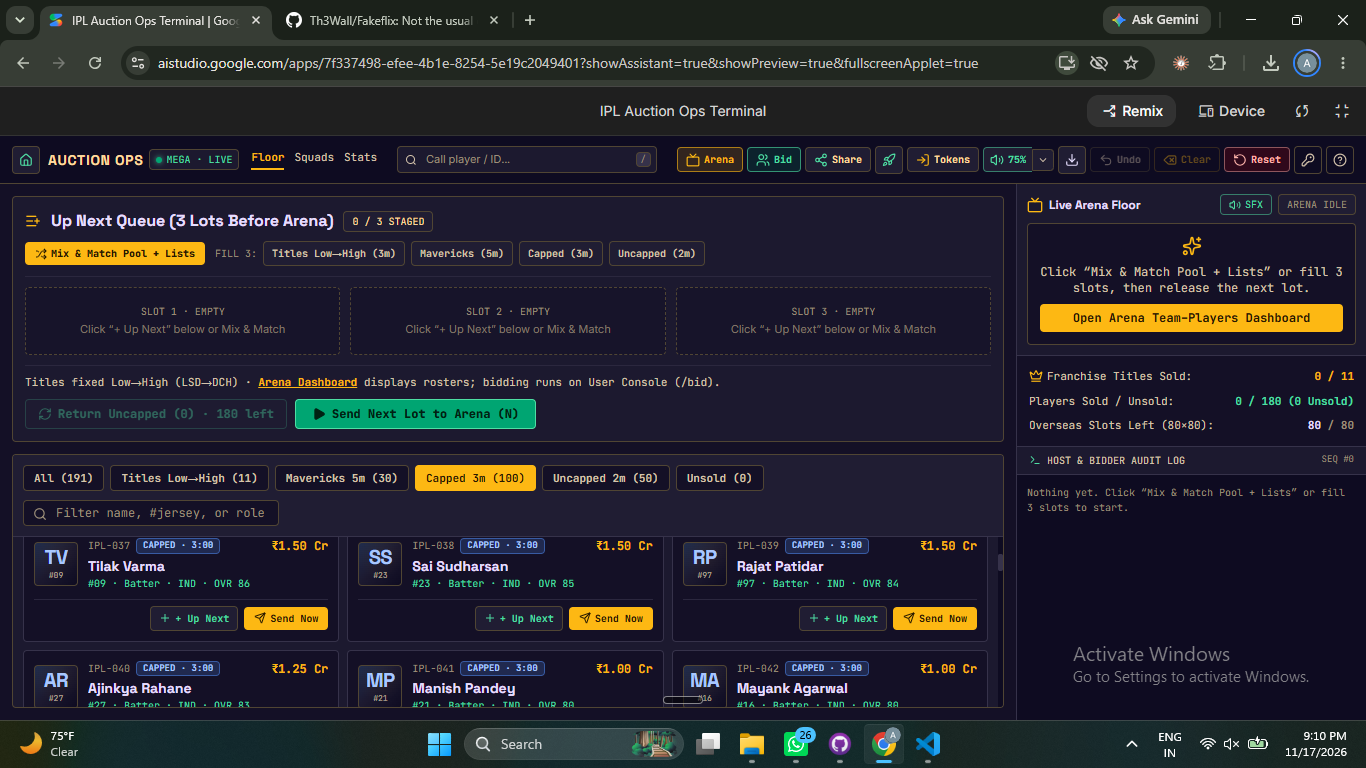 IPL Auction Ops Terminal | Goo
Th3Wall/Fakeflix: Not the usual
Ask Gemini
aistudio.google.com/apps/7f337498-efee-4b1e-8254-5e19c2049401?showAssistant=true&showPreview=true&fullscreenApplet=true
A
IPL Auction Ops Terminal
Remix
Device
AUCTION OPS
MEGA · LIVE
Floor
Squads
Stats
Call player / ID...
/
Arena
Bid
Share
Tokens
75%
Undo
Clear
Reset
Up Next Queue (3 Lots Before Arena)
0 / 3 STAGED
Mix & Match Pool + Lists
FILL 3:
Titles Low→High (3m)
Mavericks (5m)
Capped (3m)
Uncapped (2m)
SLOT 1 · EMPTY
Click “+ Up Next” below or Mix & Match
SLOT 2 · EMPTY
Click “+ Up Next” below or Mix & Match
SLOT 3 · EMPTY
Click “+ Up Next” below or Mix & Match
Titles fixed Low→High (LSD→DCH) · Arena Dashboard displays rosters; bidding runs on User Console (/bid).
Return Uncapped (0) · 180 left
Send Next Lot to Arena (N)
All (191)
Titles Low→High (11)
Mavericks 5m (30)
Capped 3m (100)
Uncapped 2m (50)
Unsold (0)
Filter name, #jersey, or role
TV
#09
IPL-037
CAPPED · 3:00
₹1.50 Cr
Tilak Varma
#09 · Batter · IND · OVR 86
+ Up Next
Send Now
SS
#23
IPL-038
CAPPED · 3:00
₹1.50 Cr
Sai Sudharsan
#23 · Batter · IND · OVR 85
+ Up Next
Send Now
RP
#97
IPL-039
CAPPED · 3:00
₹1.50 Cr
Rajat Patidar
#97 · Batter · IND · OVR 84
+ Up Next
Send Now
AR
#27
IPL-040
CAPPED · 3:00
₹1.25 Cr
Ajinkya Rahane
#27 · Batter · IND · OVR 83
MP
#21
IPL-041
CAPPED · 3:00
₹1.00 Cr
Manish Pandey
#21 · Batter · IND · OVR 80
MA
#16
IPL-042
CAPPED · 3:00
₹1.00 Cr
Mayank Agarwal
#16 · Batter · IND · OVR 80
Live Arena Floor
SFX
ARENA IDLE
Click “Mix & Match Pool + Lists” or fill 3
slots, then release the next lot.
Open Arena Team-Players Dashboard
Franchise Titles Sold:
0 / 11
Players Sold / Unsold:
0 / 180 (0 Unsold)
Overseas Slots Left (80×80):
80 / 80
HOST & BIDDER AUDIT LOG
SEQ #0
Nothing yet. Click “Mix & Match Pool + Lists” or fill
3 slots to start.
Activate Windows
Go to Settings to activate Windows.
75°F
Clear
Search
26
A
ENG
IN
9:10 PM
11/17/2026